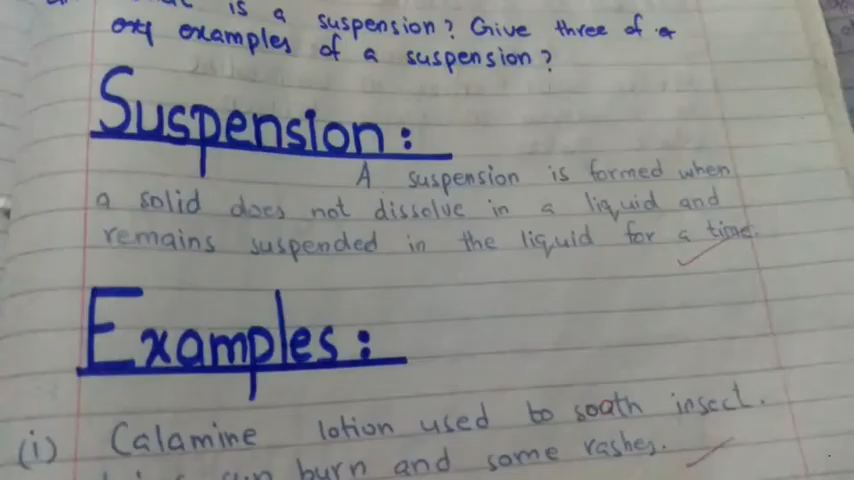 is a suspension? Give three of
examples of a suspension?
Suspension:
A suspension is formed when
a solid does not dissolve in a liquid and
remains suspended in the liquid for a time.
Examples:
(i) Calamine lotion used to soath insect.
sun burn and some rashes.